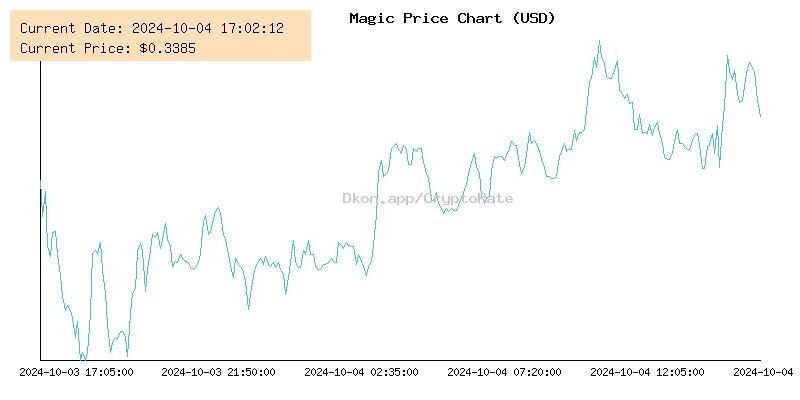 Magic Price Chart (USD)
Current Date: 2024-10-04 17:02:12
Current Price: $0.3385
Dkon.app/CryptoRate
2024-10-03 17:05:00 2024-10-03 21:50:00 2024-10-04 02:35:00 2024-10-04 07:20:00 2024-10-04 12:05:00 2024-10-04